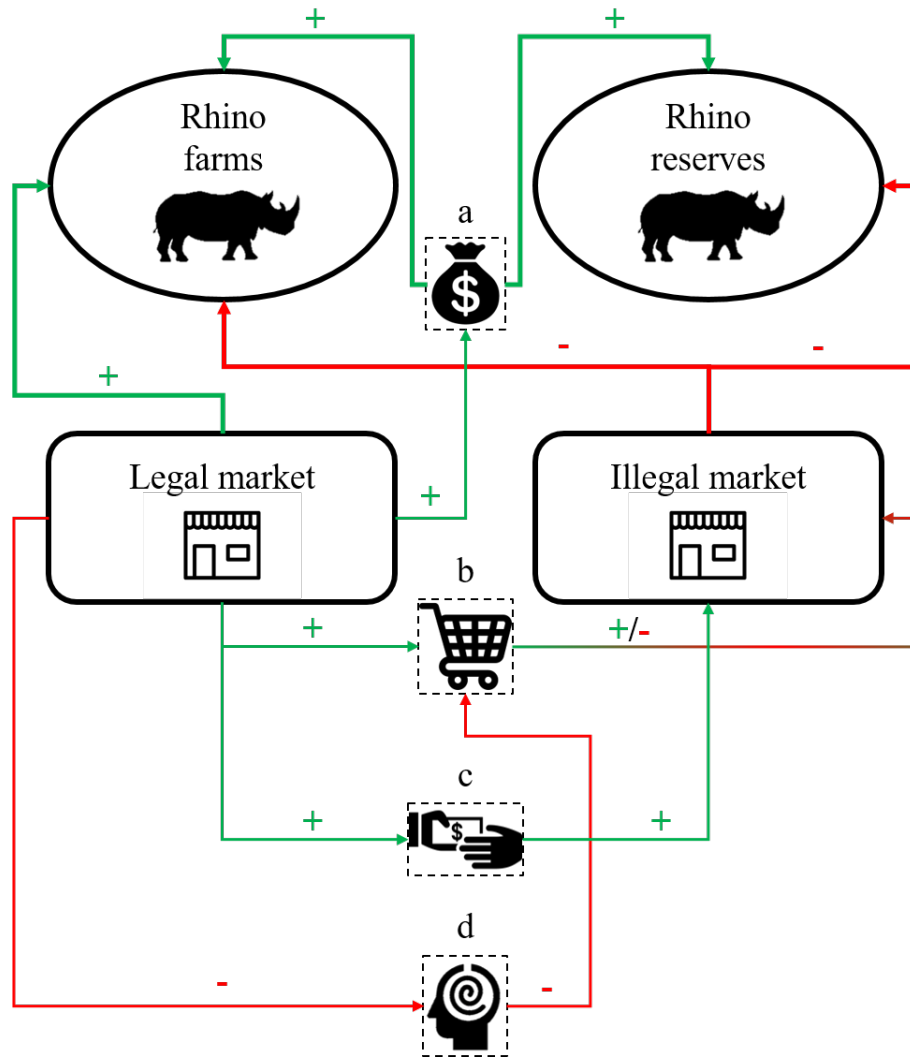 + +
Rhino
farms
Rhino
reserves
a
$
- -
+
Legal market
Illegal market
+
b
+
+/-
c
+
$
+
d
- -